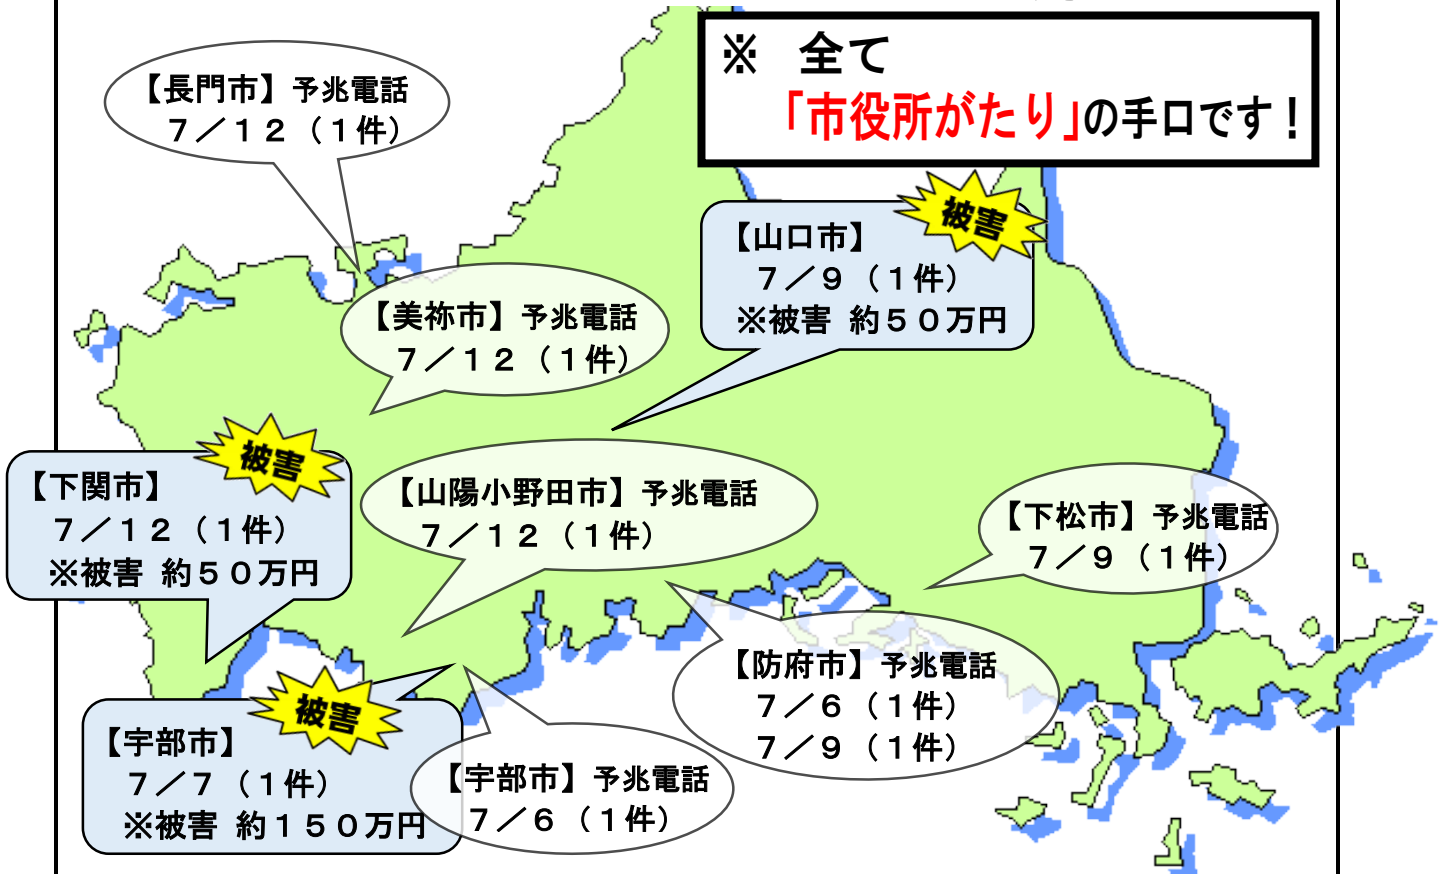 ※　全て
「市役所がたり」の手口です！
【長門市】予兆電話
７／１２（１件）
【山口市】
被害
７／９（１件）
※被害 約５０万円
【美祢市】予兆電話
７／１２（１件）
【下関市】
被害
７／１２（１件）
※被害 約５０万円
【山陽小野田市】予兆電話
７／１２（１件）
【下松市】予兆電話
７／９（１件）
【防府市】予兆電話
７／６（１件）
７／９（１件）
【宇部市】
被害
７／７（１件）
※被害 約１５０万円
【宇部市】予兆電話
７／６（１件）